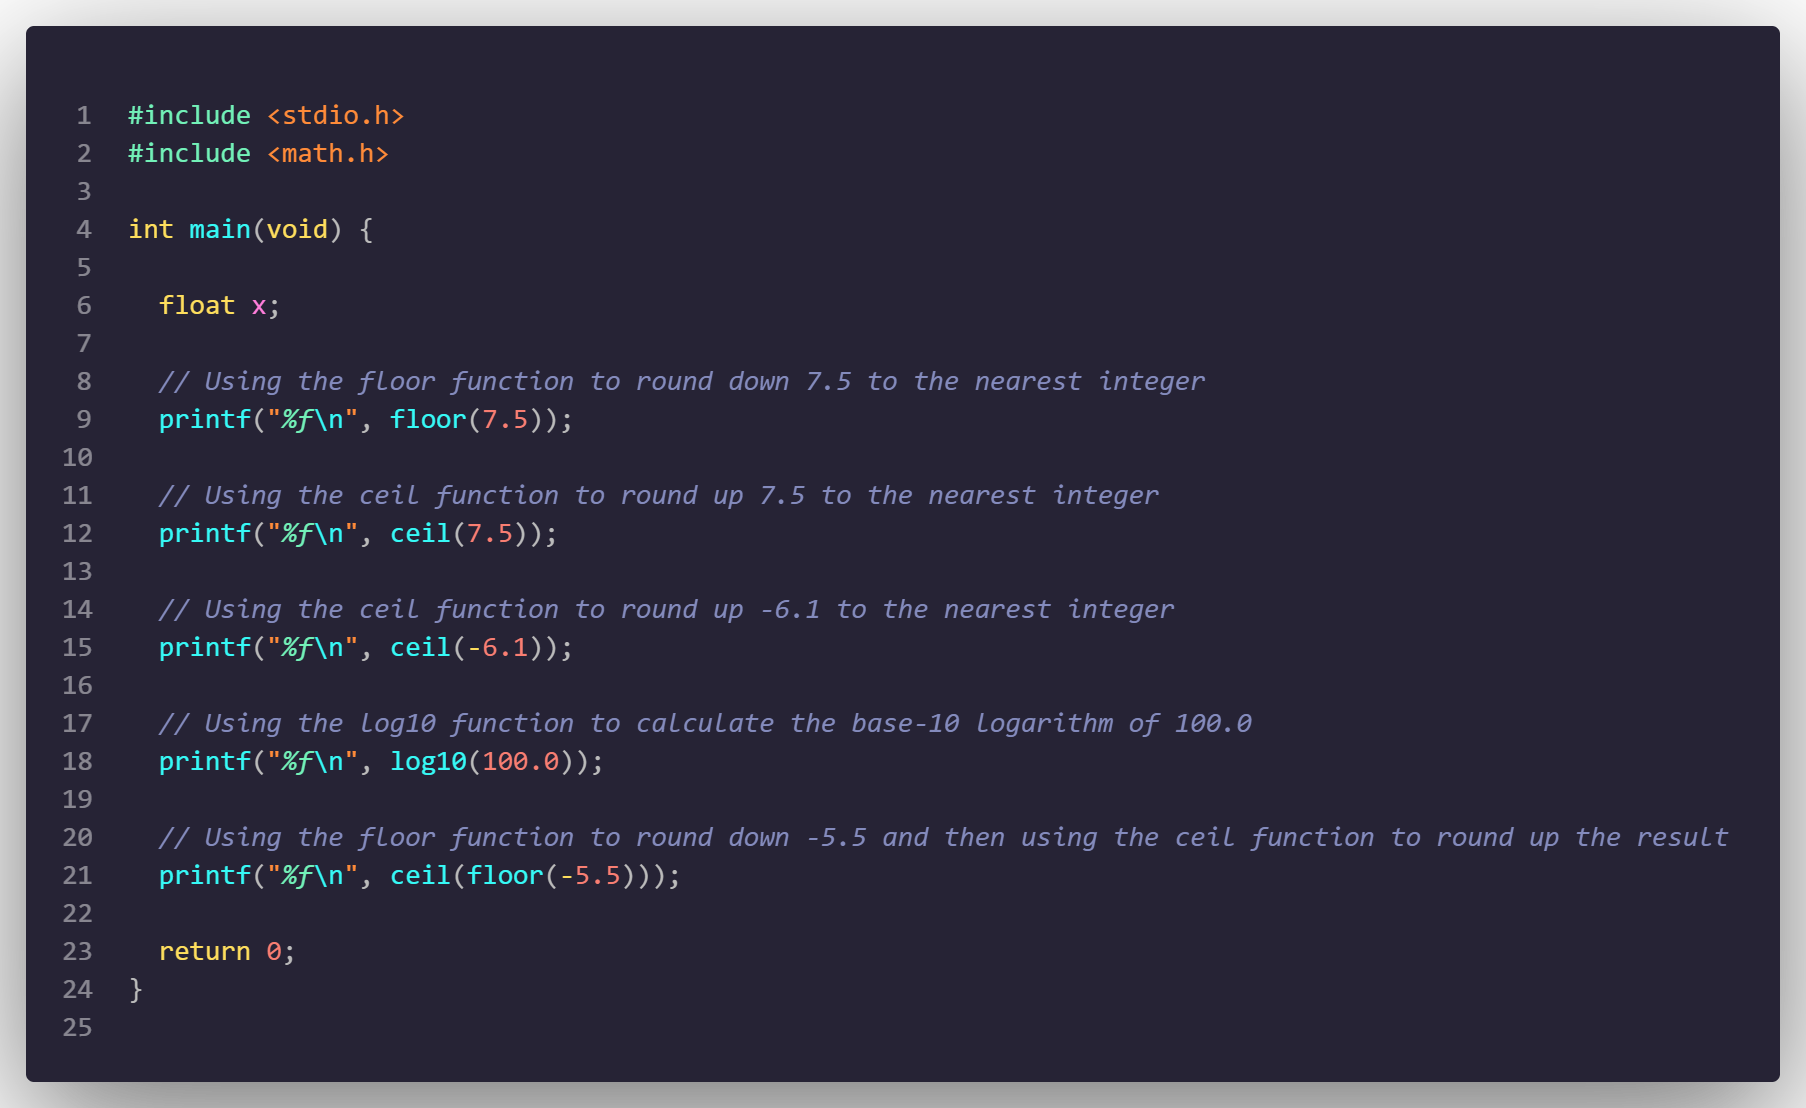 1 #include <stdio.h>
2 #include <math.h>
3
4 int main(void) {
5
6   float x;
7
8   // Using the floor function to round down 7.5 to the nearest integer
9   printf("%f\n", floor(7.5));
10
11   // Using the ceil function to round up 7.5 to the nearest integer
12   printf("%f\n", ceil(7.5));
13
14   // Using the ceil function to round up -6.1 to the nearest integer
15   printf("%f\n", ceil(-6.1));
16
17   // Using the log10 function to calculate the base-10 logarithm of 100.0
18   printf("%f\n", log10(100.0));
19
20   // Using the floor function to round down -5.5 and then using the ceil function to round up the result
21   printf("%f\n", ceil(floor(-5.5)));
22
23   return 0;
24 }
25